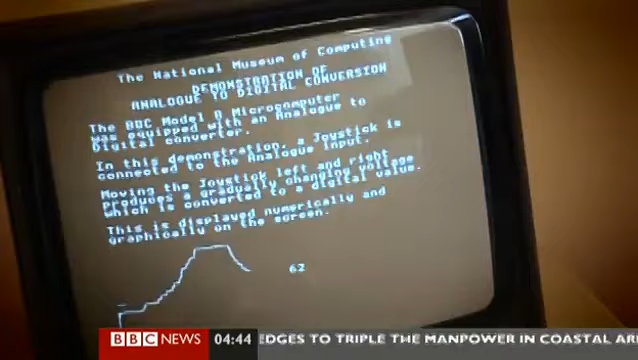 The National Museum of Computing
DEMONSTRATION OF
ANALOGUE TO DIGITAL CONVERSION
The BBC Model B Microcomputer
was equipped with an Analogue to
Digital converter.
In this demonstration, a Joystick is
connected to the Analogue input.
Moving the Joystick left and right
produces a gradually changing voltage
which is converted to a digital value.
This is displayed numerically and
graphically on the screen.
62
BBC NEWS 04:44 EDGES TO TRIPLE THE MANPOWER IN COASTAL AR